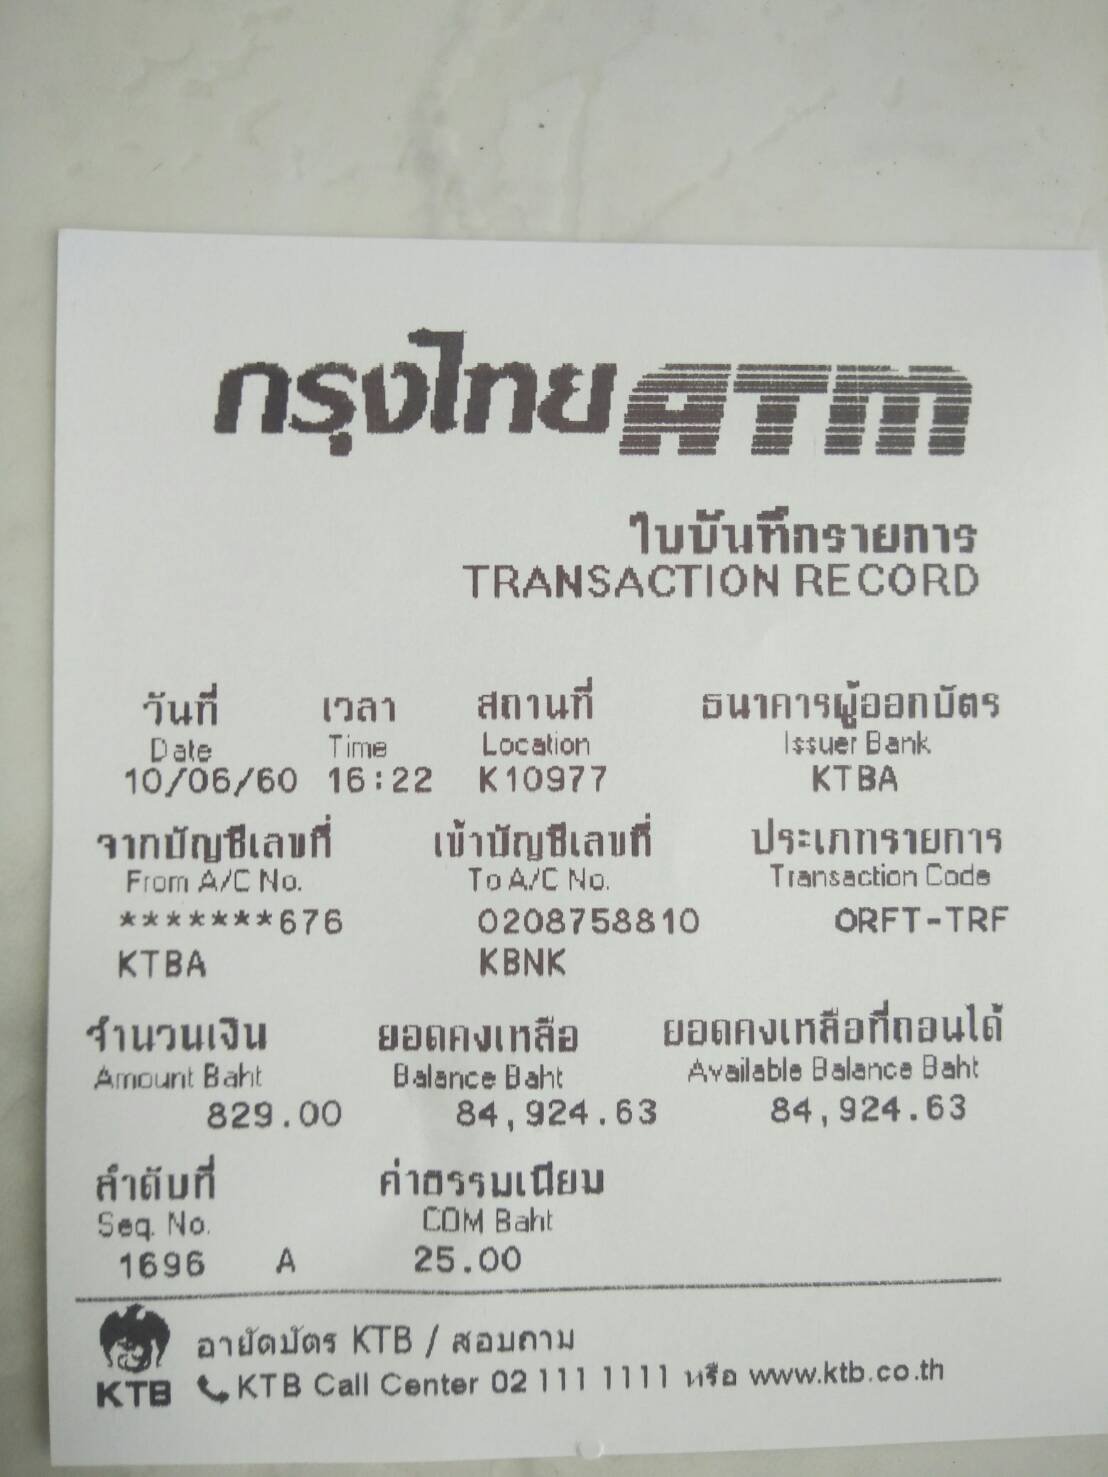 กรุงไทย ATM
ใบบันทึกรายการ
TRANSACTION RECORD
วันที่ เวลา สถานที่ ธนาคารผู้ออกบัตร
Date Time Location Issuer Bank
10/06/60 16:22 K10977 KTBA
จากบัญชีเลขที่ เข้าบัญชีเลขที่ ประเภทรายการ
From A/C No. To A/C No. Transaction Code
*******676 0208758810 ORFT-TRF
KTBA KBNK
จำนวนเงิน ยอดคงเหลือ ยอดคงเหลือที่ถอนได้
Amount Baht Balance Baht Available Balance Baht
829.00 84,924.63 84,924.63
ลำดับที่ ค่าธรรมเนียม
Seq. No. COM Baht
1696 A 25.00
อายัดบัตร KTB / สอบถาม
KTB KTB Call Center 02 111 1111 หรือ www.ktb.co.th